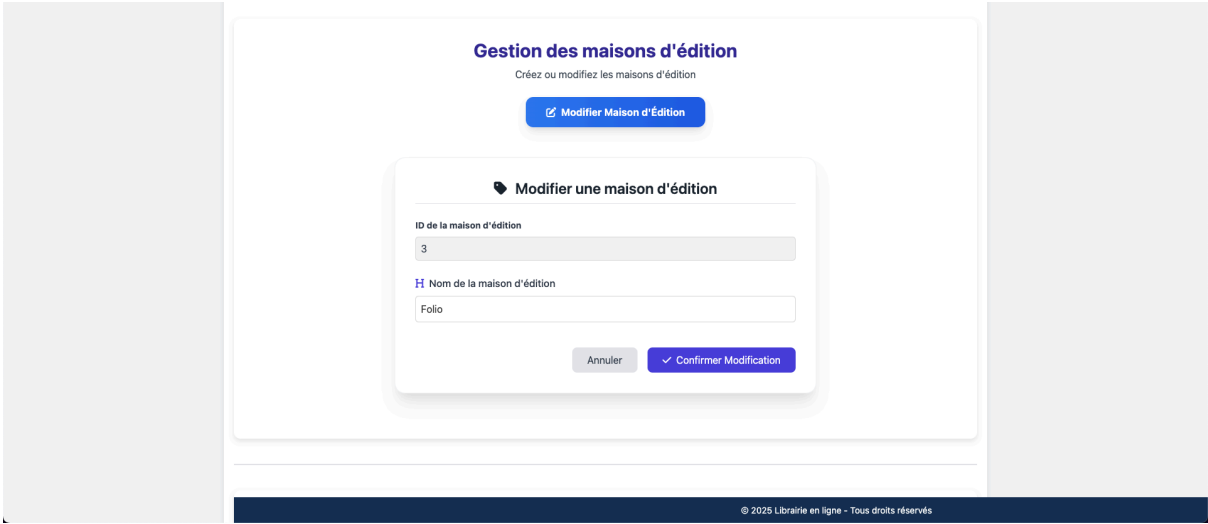 Gestion des maisons d'édition
Créez ou modifiez les maisons d'édition
Modifier Maison d'Édition
Modifier une maison d'édition
ID de la maison d'édition
3
Nom de la maison d'édition
Folio
Annuler
Confirmer Modification
© 2025 Librairie en ligne - Tous droits réservés